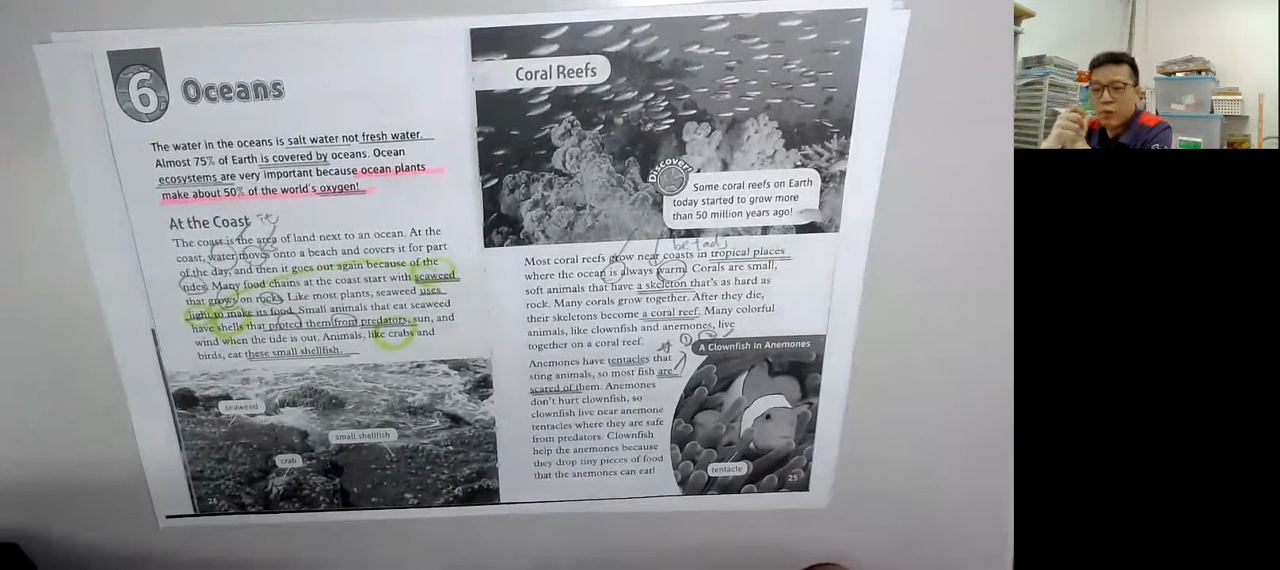 6 Oceans
The water in the oceans is salt water not fresh water.
Almost 75% of Earth is covered by oceans. Ocean
ecosystems are very important because ocean plants
make about 50% of the world's oxygen!
At the Coast
The coast is the area of land next to an ocean. At the
coast, water moves onto a beach and covers it for part
of the day, and then it goes out again because of the
tides. Many food chains at the coast start with seaweed
that grows on rocks. Like most plants, seaweed uses
light to make its food. Small animals that eat seaweed
have shells that protect them from predators, sun, and
wind when the tide is out. Animals, like crabs and
birds, eat these small shellfish.
seaweed
small shellfish
crab
24
Coral Reefs
Discover!
Some coral reefs on Earth
today started to grow more
than 50 million years ago!
Most coral reefs grow near coasts in tropical places
where the ocean is always warm. Corals are small,
soft animals that have a skeleton that's as hard as
rock. Many corals grow together. After they die,
their skeletons become a coral reef. Many colorful
animals, like clownfish and anemones, live
together on a coral reef.
Anemones have tentacles that
sting animals, so most fish are
scared of them. Anemones
don't hurt clownfish, so
clownfish live near anemone
tentacles where they are safe
from predators. Clownfish
help the anemones because
they drop tiny pieces of food
that the anemones can eat!
A Clownfish in Anemones
tentacle
25